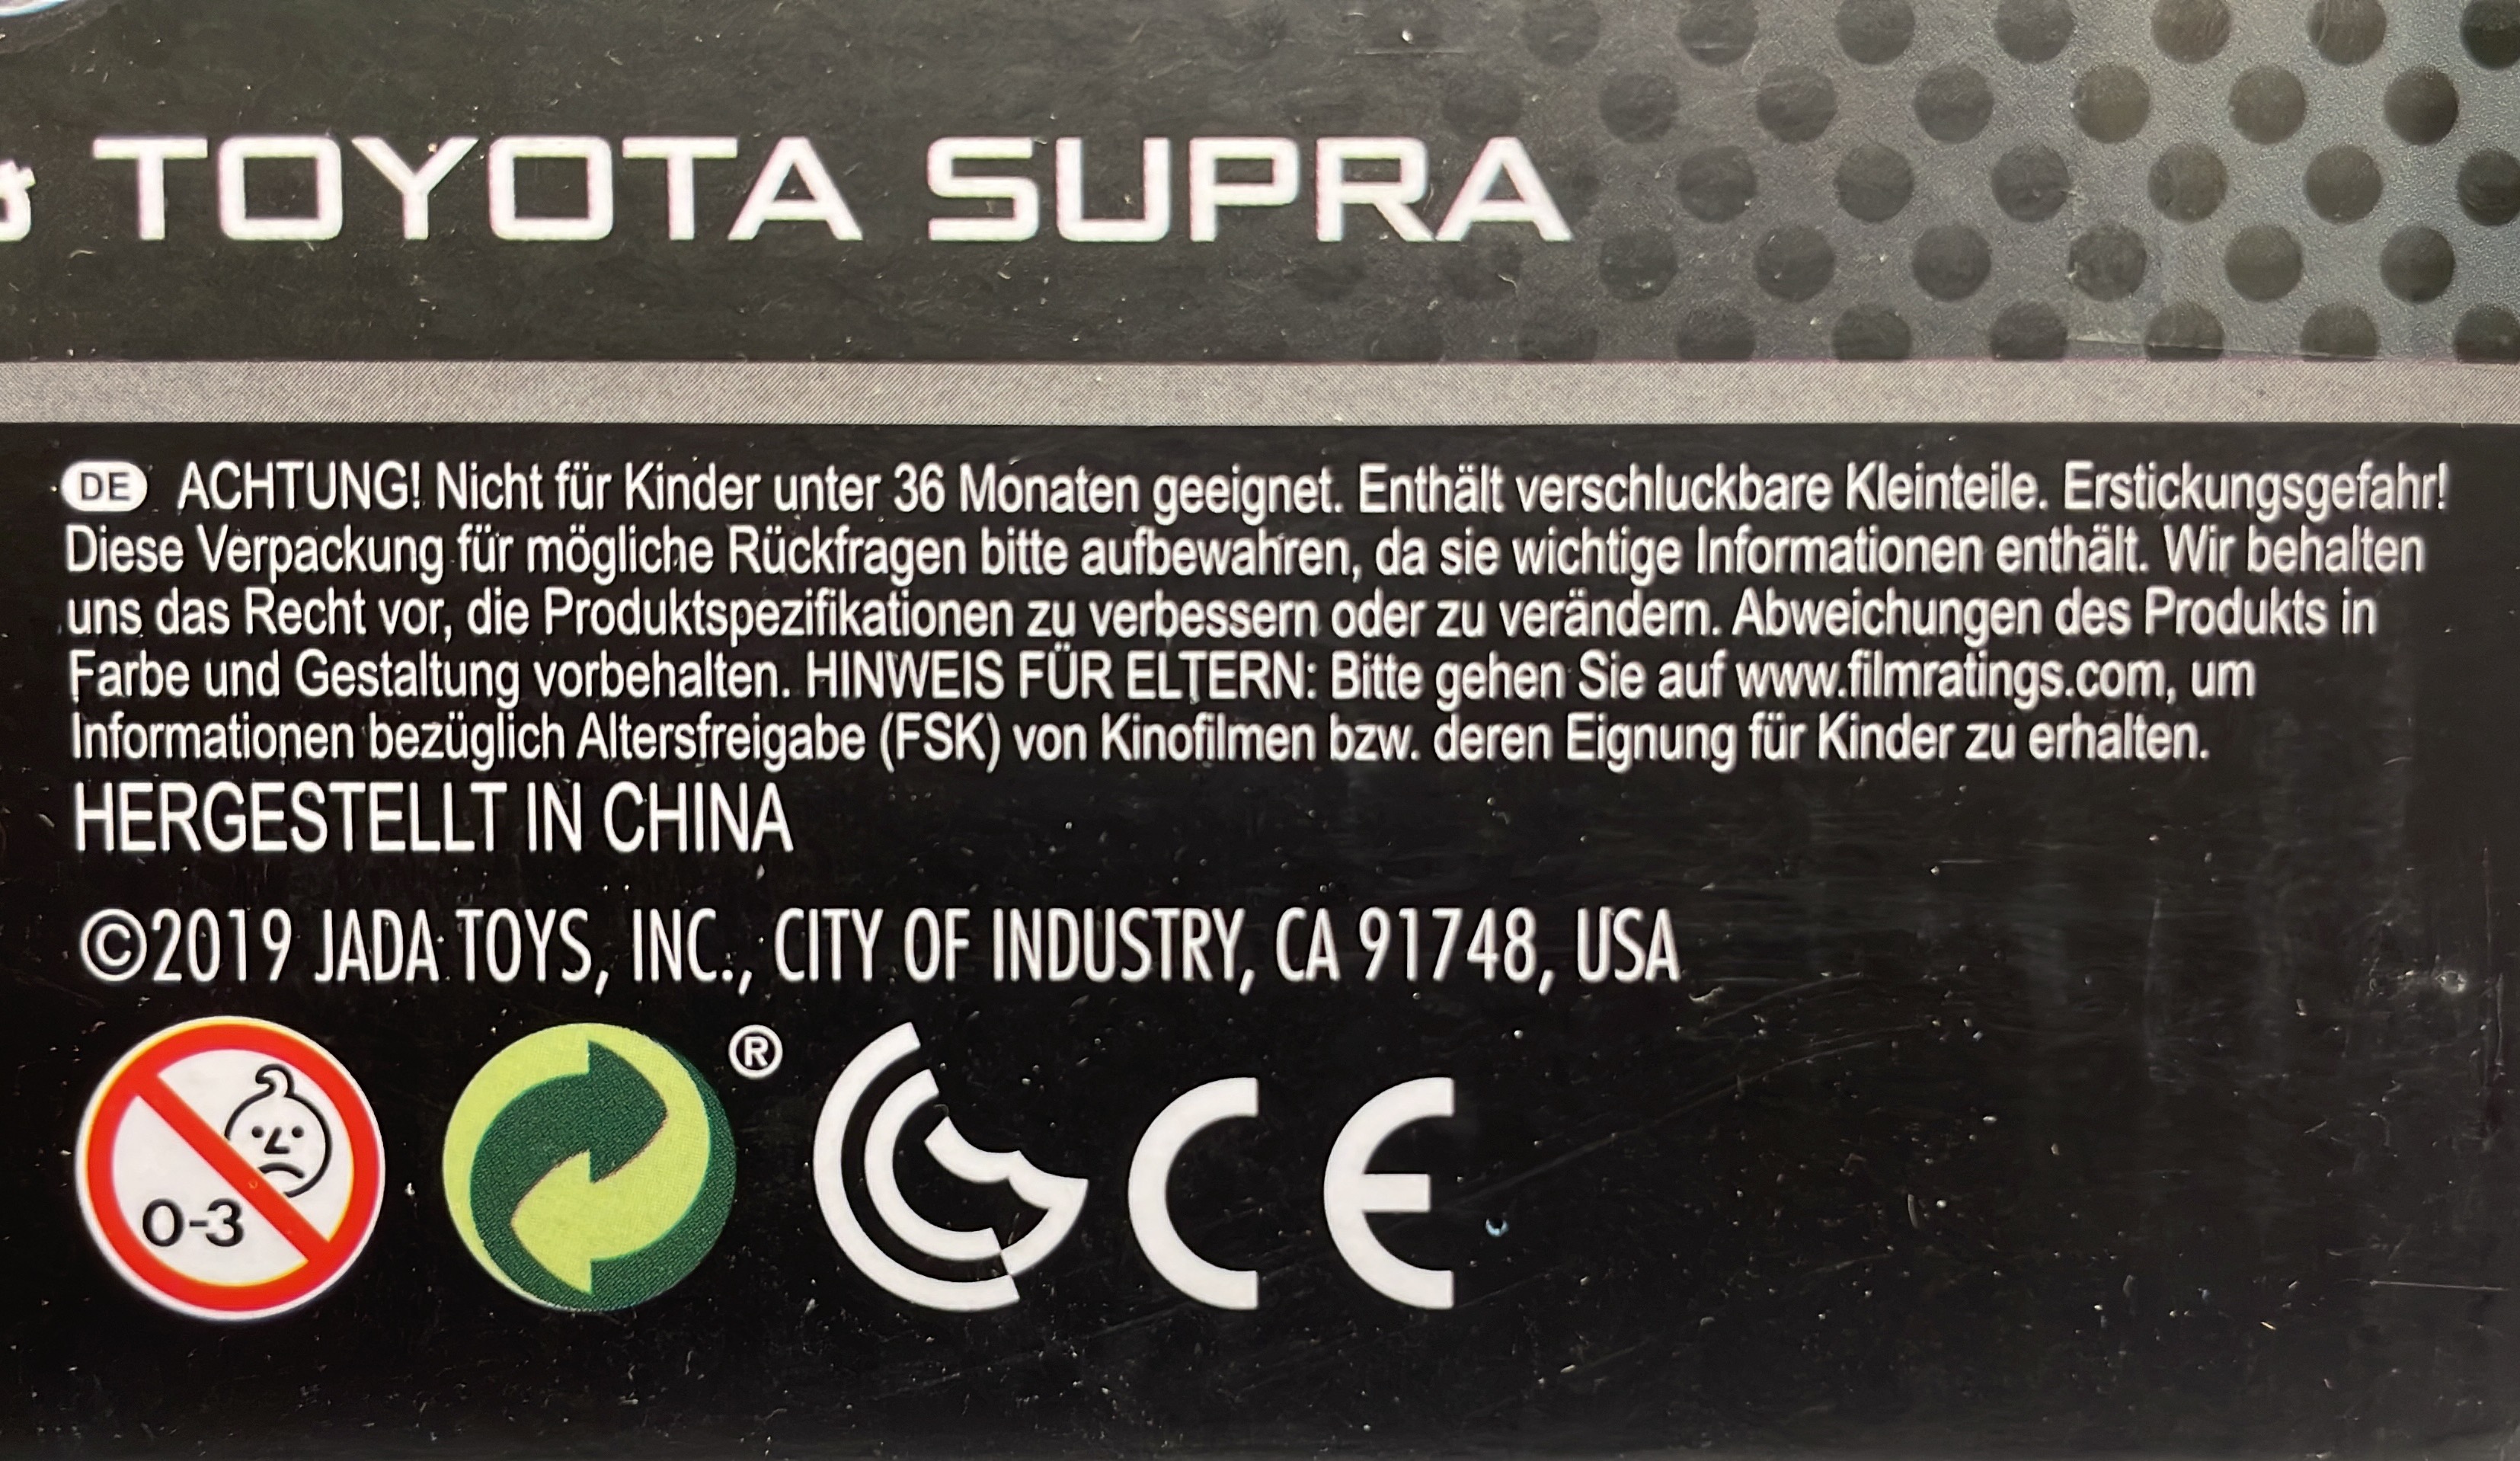 & TOYOTA SUPRA
DE ACHTUNG! Nicht für Kinder unter 36 Monaten geeignet. Enthält verschluckbare Kleinteile. Erstickungsgefahr!
Diese Verpackung für mögliche Rückfragen bitte aufbewahren, da sie wichtige Informationen enthält. Wir behalten
uns das Recht vor, die Produktspezifikationen zu verbessern oder zu verändern. Abweichungen des Produkts in
Farbe und Gestaltung vorbehalten. HINWEIS FÜR ELTERN: Bitte gehen Sie auf www.filmratings.com, um
Informationen bezüglich Altersfreigabe (FSK) von Kinofilmen bzw. deren Eignung für Kinder zu erhalten.
HERGESTELLT IN CHINA
©2019 JADA TOYS, INC., CITY OF INDUSTRY, CA 91748, USA
0-3 ® CE